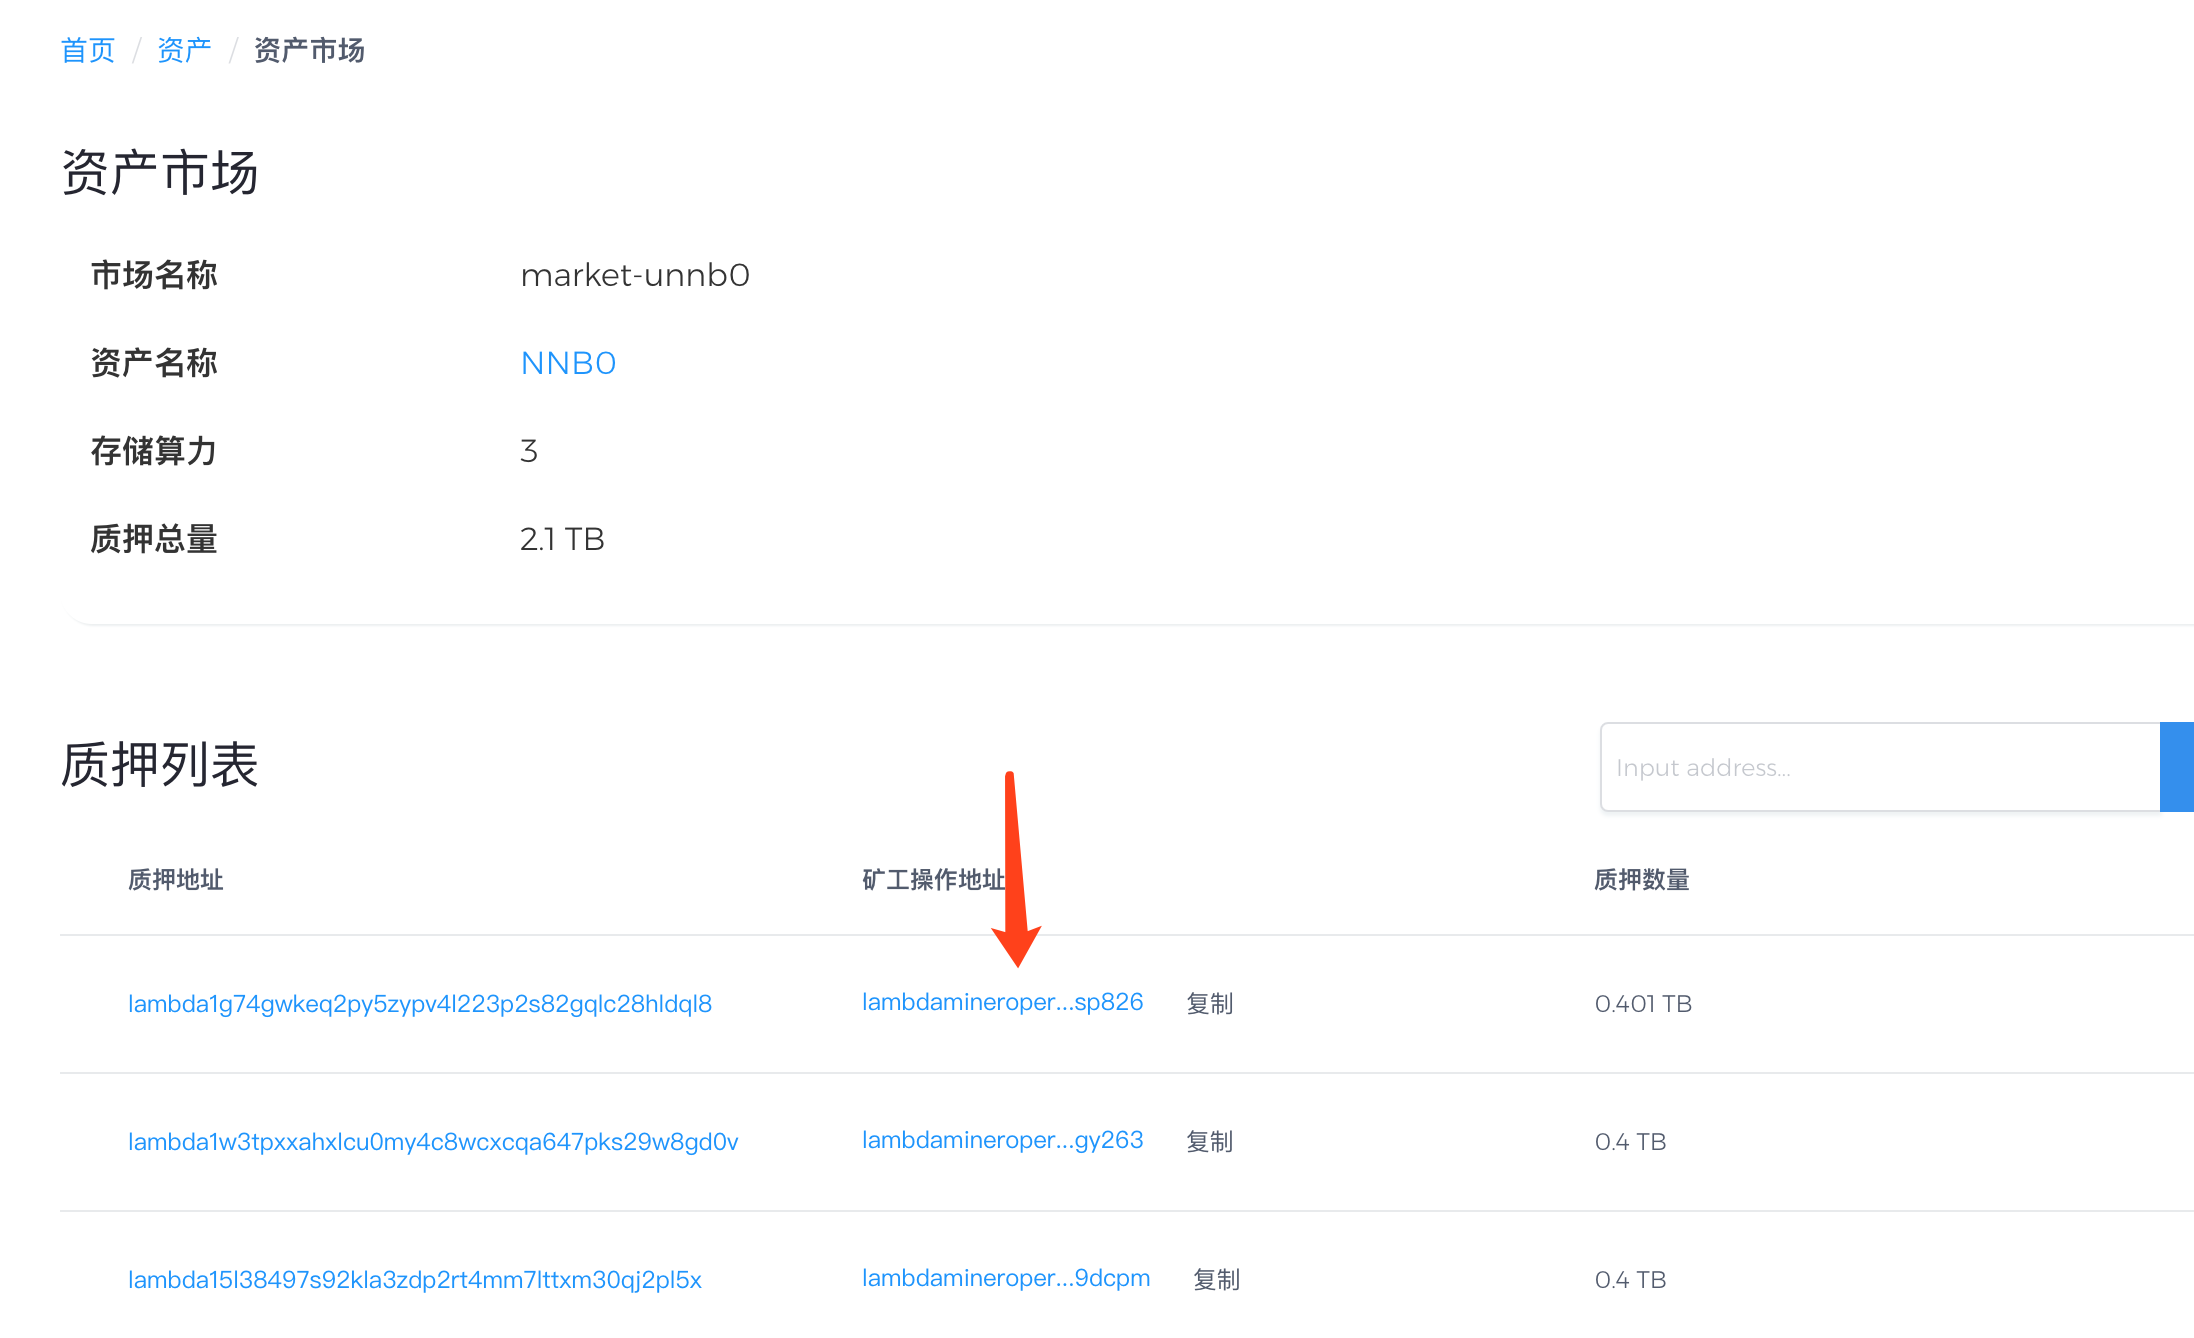 首页 / 资产 / 资产市场
资产市场
市场名称 market-unnb0
资产名称 NNB0
存储算力 3
质押总量 2.1 TB
质押列表 Input address...
质押地址 矿工操作地址 质押数量
lambda1g74gwkeq2py5zypv4l223p2s82gqlc28hldql8 lambdamineroper...sp826 复制 0.401 TB
lambda1w3tpxxahxlcu0my4c8wcxcqa647pks29w8gd0v lambdamineroper...gy263 复制 0.4 TB
lambda15l38497s92kla3zdp2rt4mm7lttxm30qj2pl5x lambdamineroper...9dcpm 复制 0.4 TB